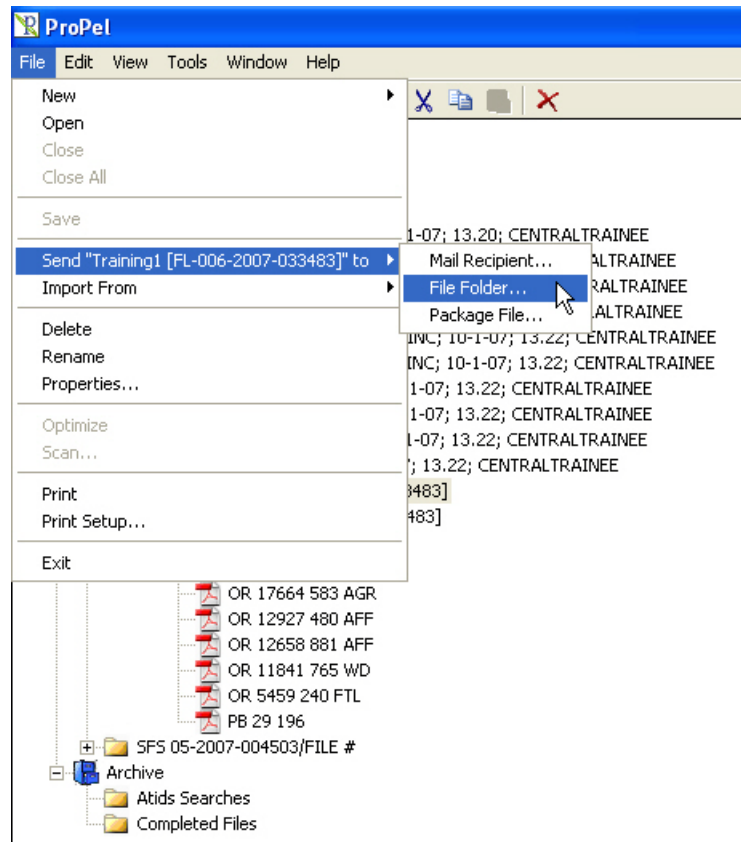 ProPel
File Edit View Tools Window Help
New
Open
Close
Close All
Save
1-07; 13.20; CENTRALTRAINEE
Send "Training1 [FL-006-2007-033483]" to
Mail Recipient... ALTRAINEE
Import From
File Folder... RALTRAINEE
Package File... .ALTRAINEE
Delete
INC; 10-1-07; 13.22; CENTRALTRAINEE
Rename
INC; 10-1-07; 13.22; CENTRALTRAINEE
Properties...
1-07; 13.22; CENTRALTRAINEE
1-07; 13.22; CENTRALTRAINEE
Optimize
1-07; 13.22; CENTRALTRAINEE
Scan...
'; 13.22; CENTRALTRAINEE
Print
3483]
Print Setup...
483]
Exit
OR 17664 583 AGR
OR 12927 480 AFF
OR 12658 881 AFF
OR 11841 765 WD
OR 5459 240 FTL
PB 29 196
SFS 05-2007-004503/FILE #
Archive
Atids Searches
Completed Files